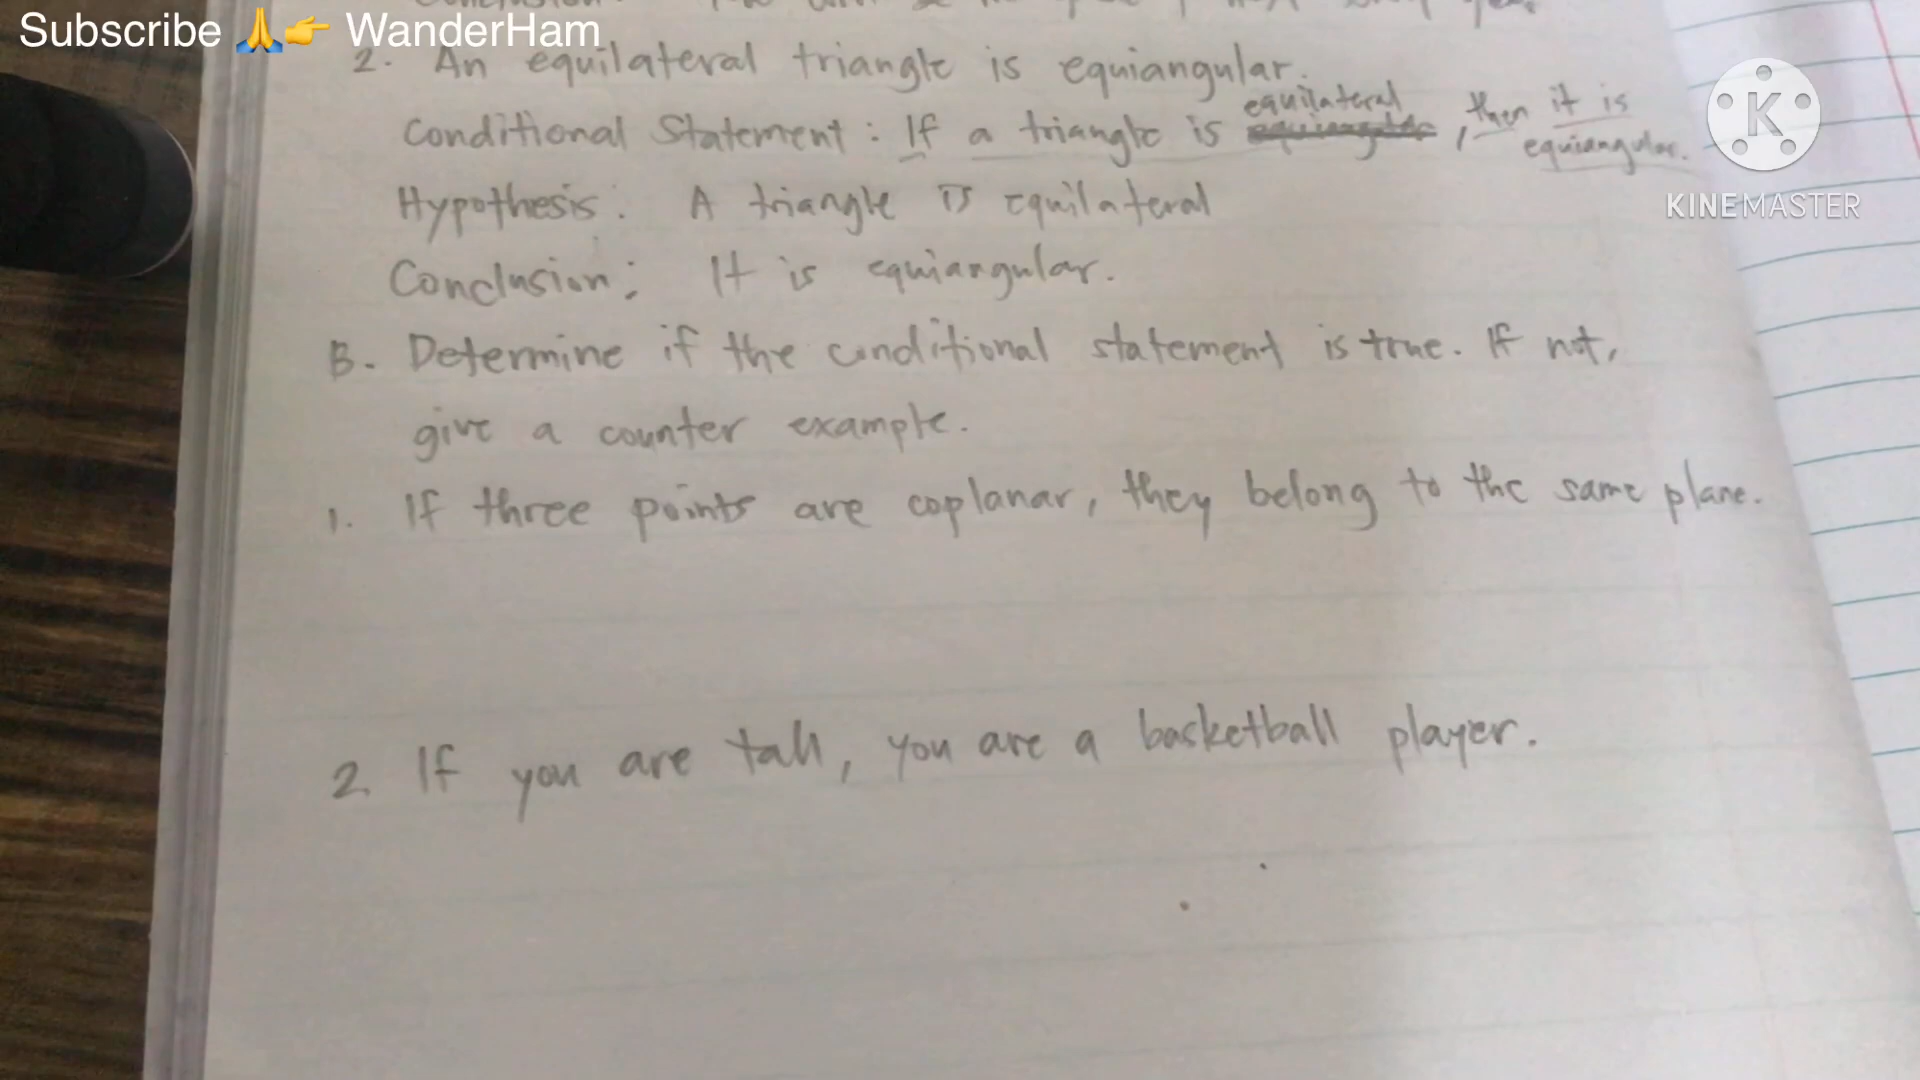 Subscribe 🙏👉 WanderHam
2. An equilateral triangle is equiangular.
Conditional Statement : If a triangle is equilateral, then it is equiangular.
Hypothesis : A triangle is equilateral
Conclusion : It is equiangular.
B. Determine if the conditional statement is true. If not,
give a counter example.
1. If three points are coplanar, they belong to the same plane.
2 If you are tall, you are a basketball player.
K
KINEMASTER